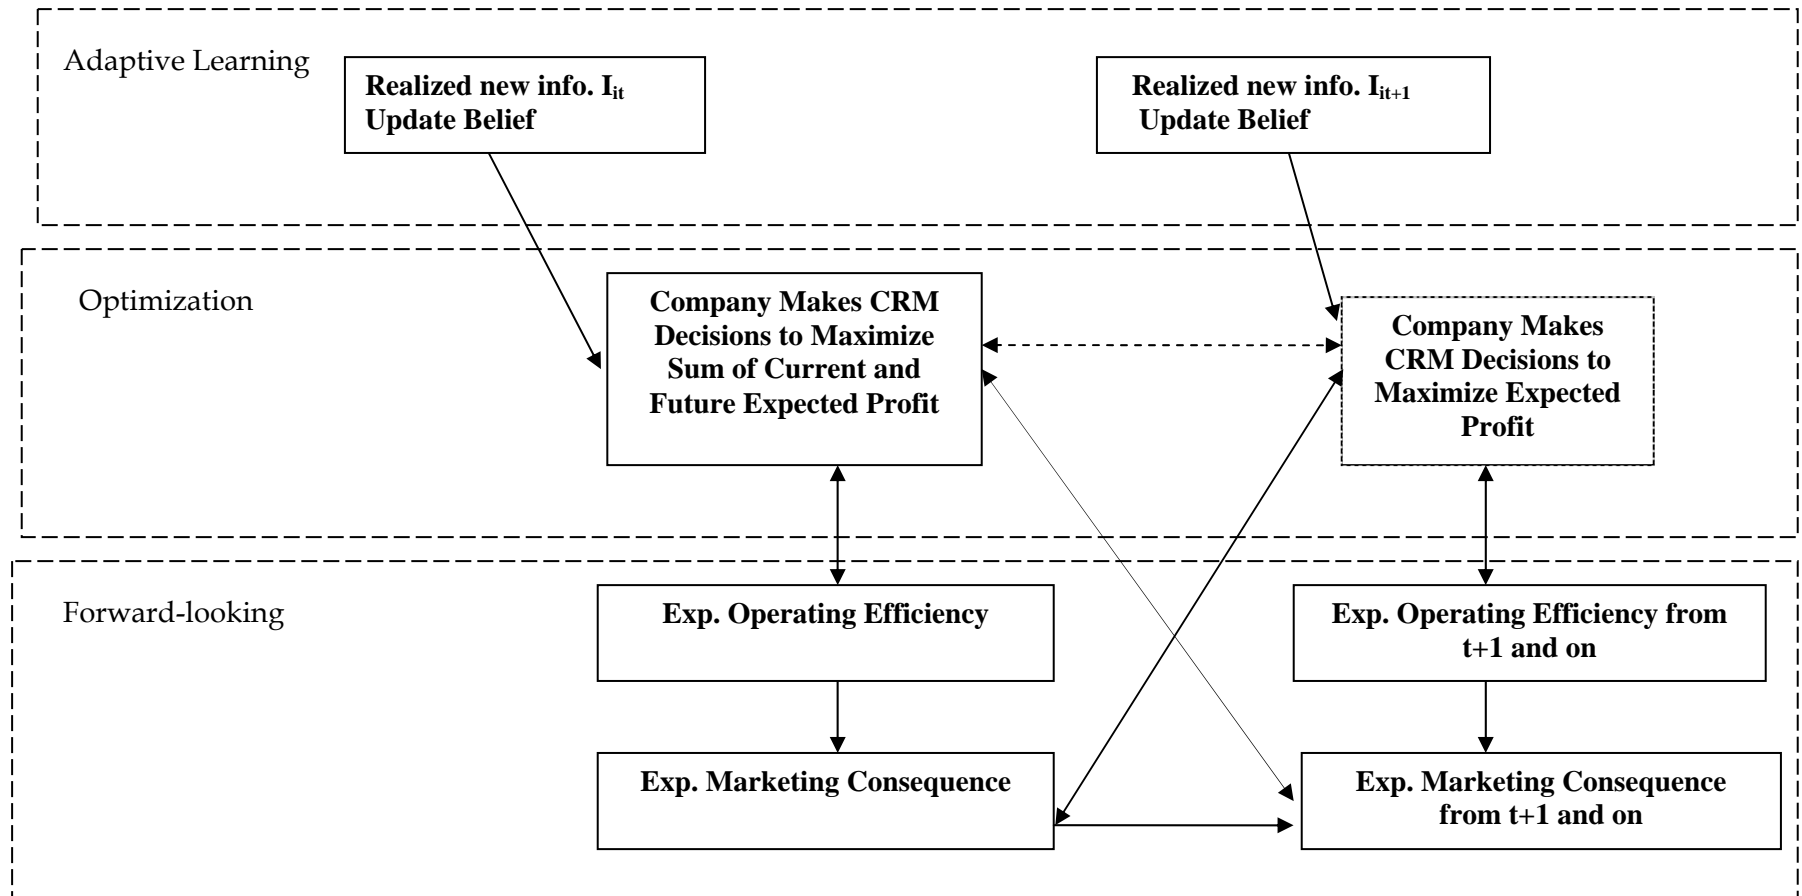 Adaptive Learning
Realized new info. Iit
Update Belief
Realized new info. Iit+1
Update Belief
Optimization
Company Makes CRM
Decisions to Maximize
Sum of Current and
Future Expected Profit
Company Makes
CRM Decisions to
Maximize Expected
Profit
Forward-looking
Exp. Operating Efficiency
Exp. Operating Efficiency from
t+1 and on
Exp. Marketing Consequence
Exp. Marketing Consequence
from t+1 and on